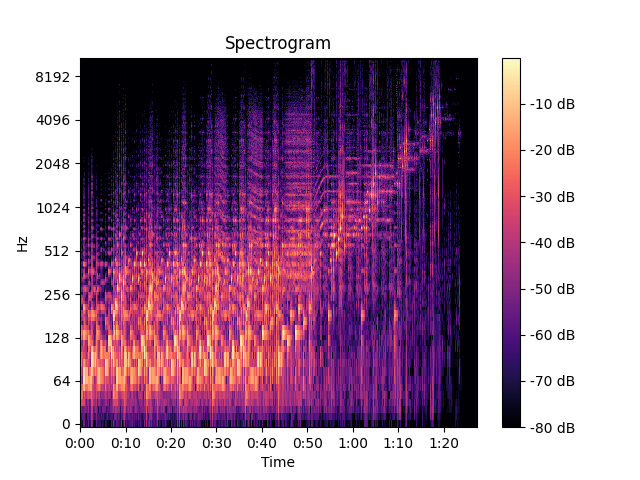 Spectrogram
8192
4096
2048
1024
512
256
128
64
0
Hz
0:00 0:10 0:20 0:30 0:40 0:50 1:00 1:10 1:20
Time
-10 dB
-20 dB
-30 dB
-40 dB
-50 dB
-60 dB
-70 dB
-80 dB